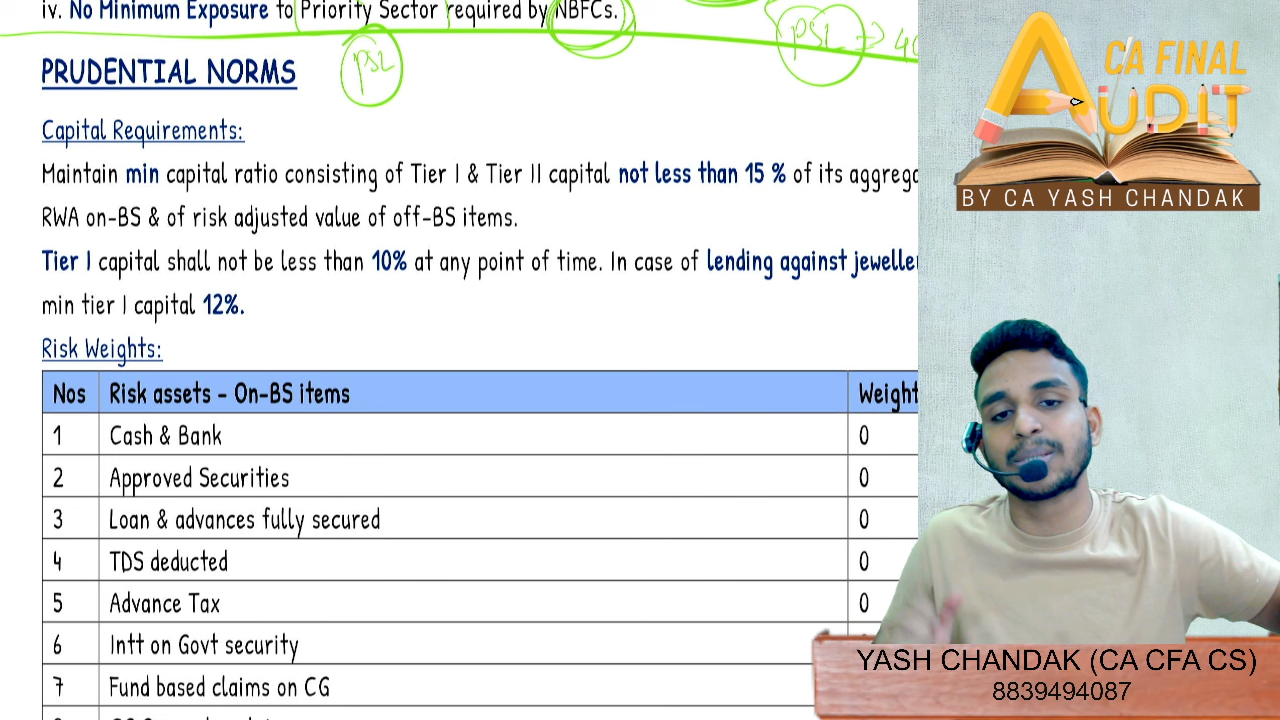 iv. No Minimum Exposure to Priority Sector required by NBFCs.
PSL
PSL →
PRUDENTIAL NORMS
Capital Requirements:
Maintain min capital ratio consisting of Tier I & Tier II capital not less than 15 % of its
RWA on-BS & of risk adjusted value of off-BS items.
Tier I capital shall not be less than 10% at any point of time. In case of lending against
min tier I capital 12%.
Risk Weights:
Nos Risk assets - On-BS items Weight
1 Cash & Bank 0
2 Approved Securities 0
3 Loan & advances fully secured 0
4 TDS deducted 0
5 Advance Tax 0
6 Intt on Govt security
7 Fund based claims on CG
CA FINAL
AUDIT
BY CA YASH CHANDAK
YASH CHANDAK (CA CFA CS)
8839494087